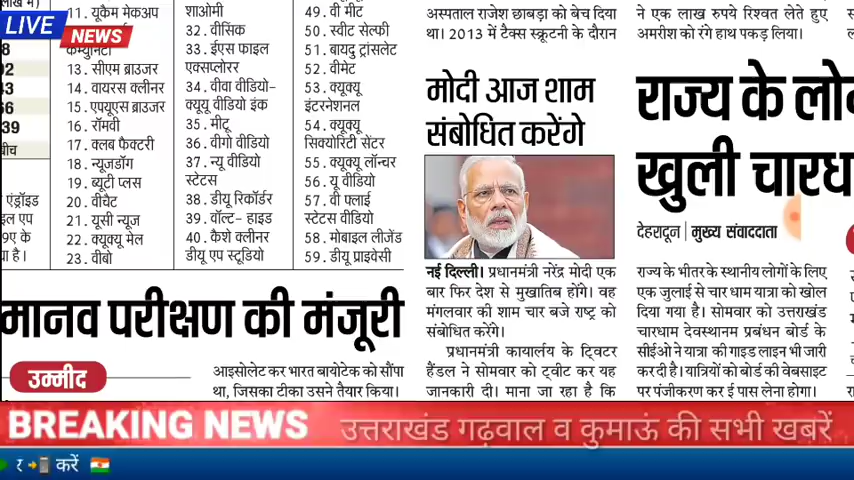 LIVE
NEWS
11. यूकैम मेकअप
कम्युनिटी
13. सीएम ब्राउजर
14. वायरस क्लीनर
15. एपयूएस ब्राउजर
16. रॉमवी
17. क्लब फैक्टरी
18. न्यूजडॉग
19. ब्यूटी प्लस
20. वीचैट
21. यूसी न्यूज
22. क्यूक्यू मेल
23. वीबो
शाओमी
32. वीसिंक
33. ईएस फाइल
एक्सप्लोरर
34. वीवा वीडियो-
क्यूयू वीडियो इंक
35. मीटू
36. वीगो वीडियो
37. न्यू वीडियो
स्टेटस
38. डीयू रिकॉर्डर
39. वॉल्ट- हाइड
40. कैशे क्लीनर
डीयू एप स्टूडियो
49. वी मीट
50. स्वीट सेल्फी
51. बायदु ट्रांसलेट
52. वीमेट
53. क्यूक्यू
इंटरनेशनल
54. क्यूक्यू
सिक्योरिटी सेंटर
55. क्यूक्यू लॉन्चर
56. यू वीडियो
57. वी फ्लाई
स्टेटस वीडियो
58. मोबाइल लीजेंड
59. डीयू प्राइवेसी
मानव परीक्षण की मंजूरी
उम्मीद
आइसोलेट कर भारत बायोटेक को सौंपा
था, जिसका टीका उसने तैयार किया।
अस्पताल राजेश छाबड़ा को बेच दिया
था। 2013 में टैक्स स्क्रूटनी के दौरान
मोदी आज शाम
संबोधित करेंगे
नई दिल्ली। प्रधानमंत्री नरेंद्र मोदी एक
बार फिर देश से मुखातिब होंगे। वह
मंगलवार की शाम चार बजे राष्ट्र को
संबोधित करेंगे।
प्रधानमंत्री कार्यालय के ट्विटर
हैंडल ने सोमवार को ट्वीट कर यह
जानकारी दी। माना जा रहा है कि
ने एक लाख रुपये रिश्वत लेते हुए
अमरीश को रंगे हाथ पकड़ लिया।
राज्य के
खुली
देहरादून | मुख्य संवाददाता
राज्य के भीतर के स्थानीय लोगों के लिए
एक जुलाई से चार धाम यात्रा को खोल
दिया गया है। सोमवार को उत्तराखंड
चारधाम देवस्थानम प्रबंधन बोर्ड के
सीईओ ने यात्रा की गाइड लाइन भी जारी
कर दी है। यात्रियों को बोर्ड की वेबसाइट
पर पंजीकरण कर ई पास लेना होगा।
BREAKING NEWS
उत्तराखंड गढ़वाल व कुमाऊं की सभी खबरें
करें